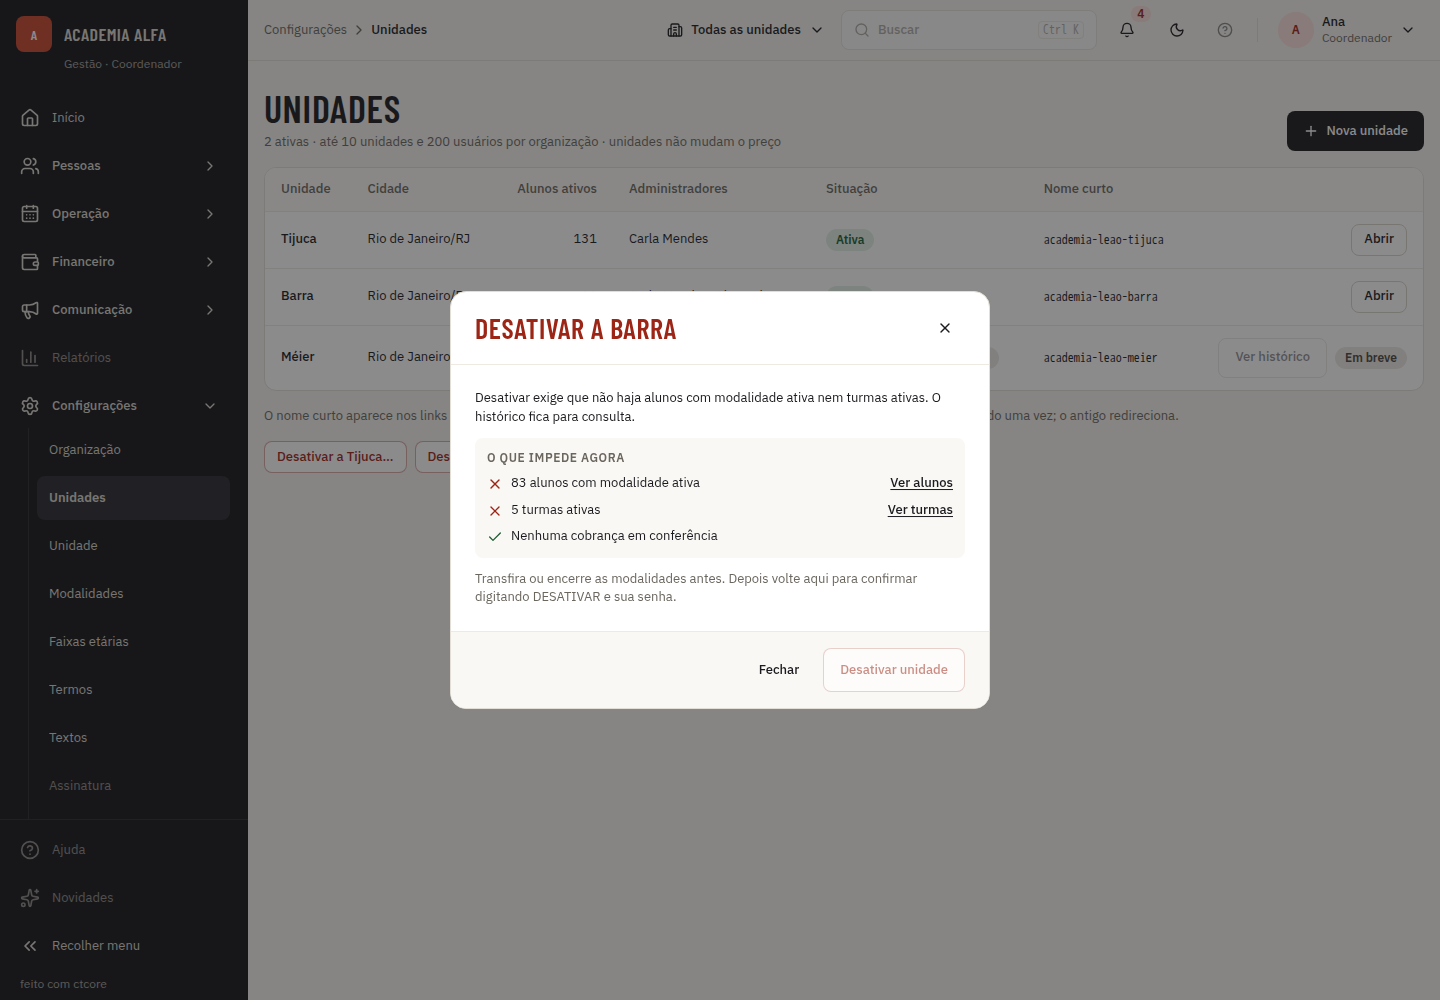 A
ACADEMIA ALFA
Gestão · Coordenador
Início
Pessoas
Operação
Financeiro
Comunicação
Relatórios
Configurações
Organização
Unidades
Unidade
Modalidades
Faixas etárias
Termos
Textos
Assinatura
Ajuda
Novidades
Recolher menu
feito com ctcore
Configurações > Unidades
Todas as unidades
Buscar
Ctrl K
4
A
Ana
Coordenador
UNIDADES
2 ativas · até 10 unidades e 200 usuários por organização · unidades não mudam o preço
+ Nova unidade
Unidade Cidade Alunos ativos Administradores Situação Nome curto
Tijuca Rio de Janeiro/RJ 131 Carla Mendes Ativa academia-leao-tijuca Abrir
Barra Rio de Janeiro/ academia-leao-barra Abrir
Méier Rio de Janeiro academia-leao-meier Ver histórico Em breve
O nome curto aparece nos links
uma vez; o antigo redireciona.
Desativar a Tijuca...
DESATIVAR A BARRA
Desativar exige que não haja alunos com modalidade ativa nem turmas ativas. O
histórico fica para consulta.
O QUE IMPEDE AGORA
83 alunos com modalidade ativa Ver alunos
5 turmas ativas Ver turmas
Nenhuma cobrança em conferência
Transfira ou encerre as modalidades antes. Depois volte aqui para confirmar
digitando DESATIVAR e sua senha.
Fechar
Desativar unidade